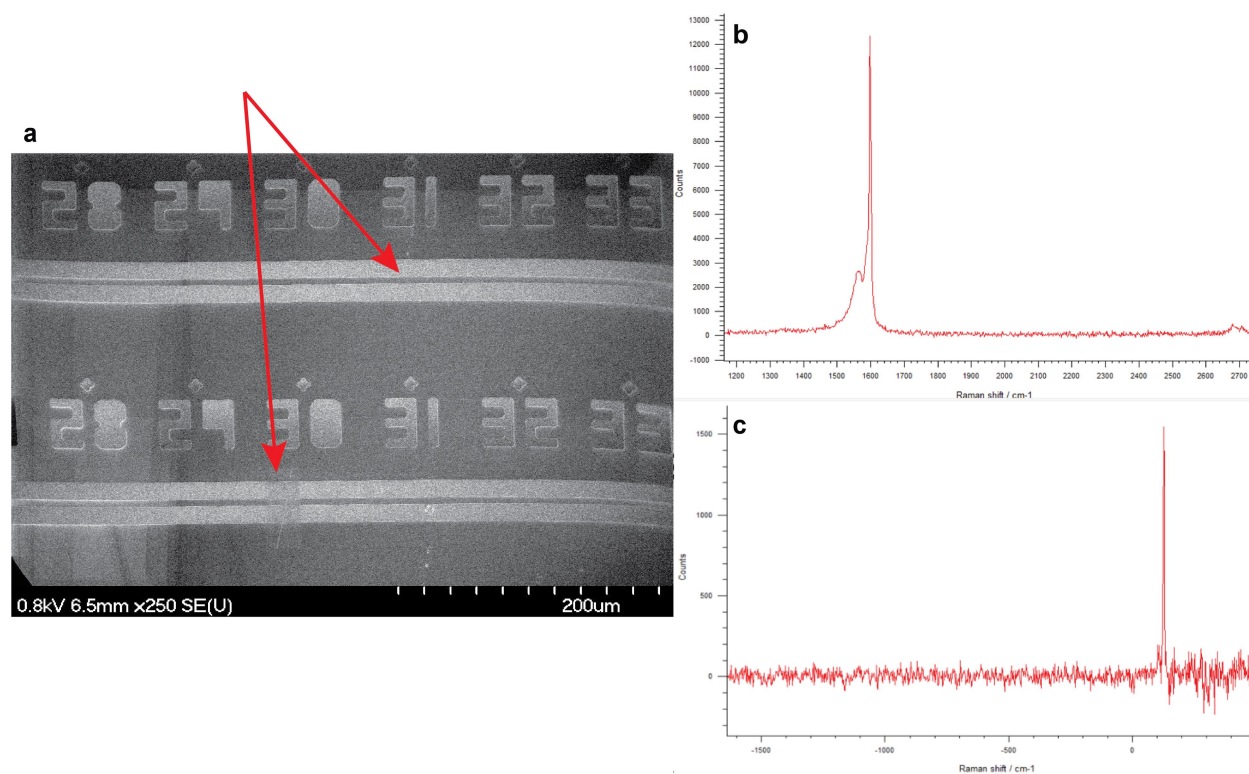 a
28 29 30 31 32 33
28 29 30 31 32 33
0.8kV 6.5mm x250 SE(U) 200um
b
13000
12000
11000
10000
9000
8000
7000
6000
5000
4000
3000
2000
1000
0
-1000
Counts
1200 1300 1400 1500 1600 1700 1800 1900 2000 2100 2200 2300 2400 2500 2600 2700
Raman shift / cm-1
c
1500
1000
500
0
Counts
-1500 -1000 -500 0
Raman shift / cm-1